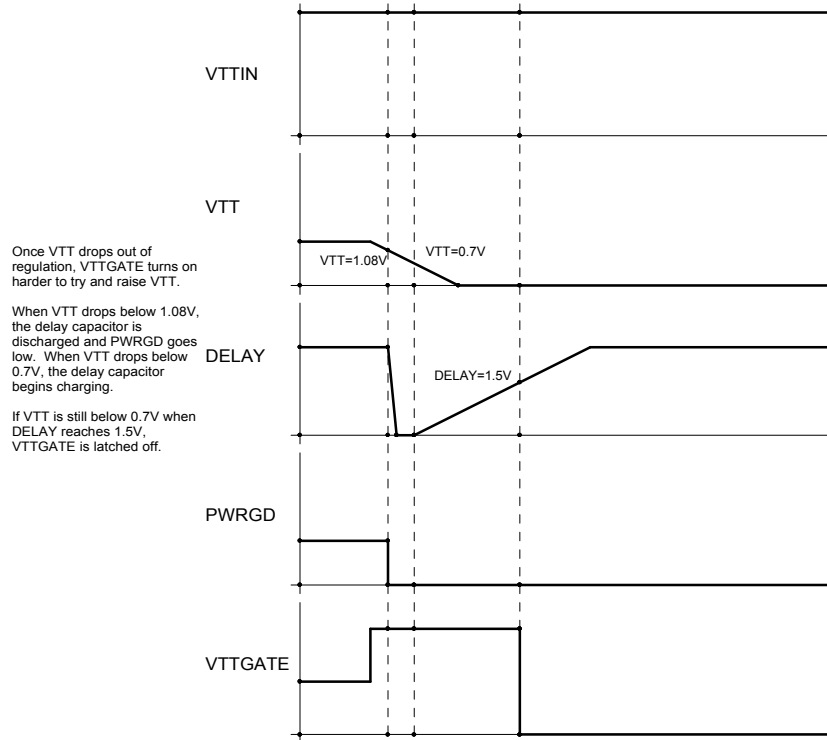 VTTIN
VTT
VTT=1.08V
VTT=0.7V
Once VTT drops out of
regulation, VTTGATE turns on
harder to try and raise VTT.
When VTT drops below 1.08V,
the delay capacitor is
discharged and PWRGD goes
low. When VTT drops below
0.7V, the delay capacitor
begins charging.
If VTT is still below 0.7V when
DELAY reaches 1.5V,
VTTGATE is latched off.
DELAY
DELAY=1.5V
PWRGD
VTTGATE